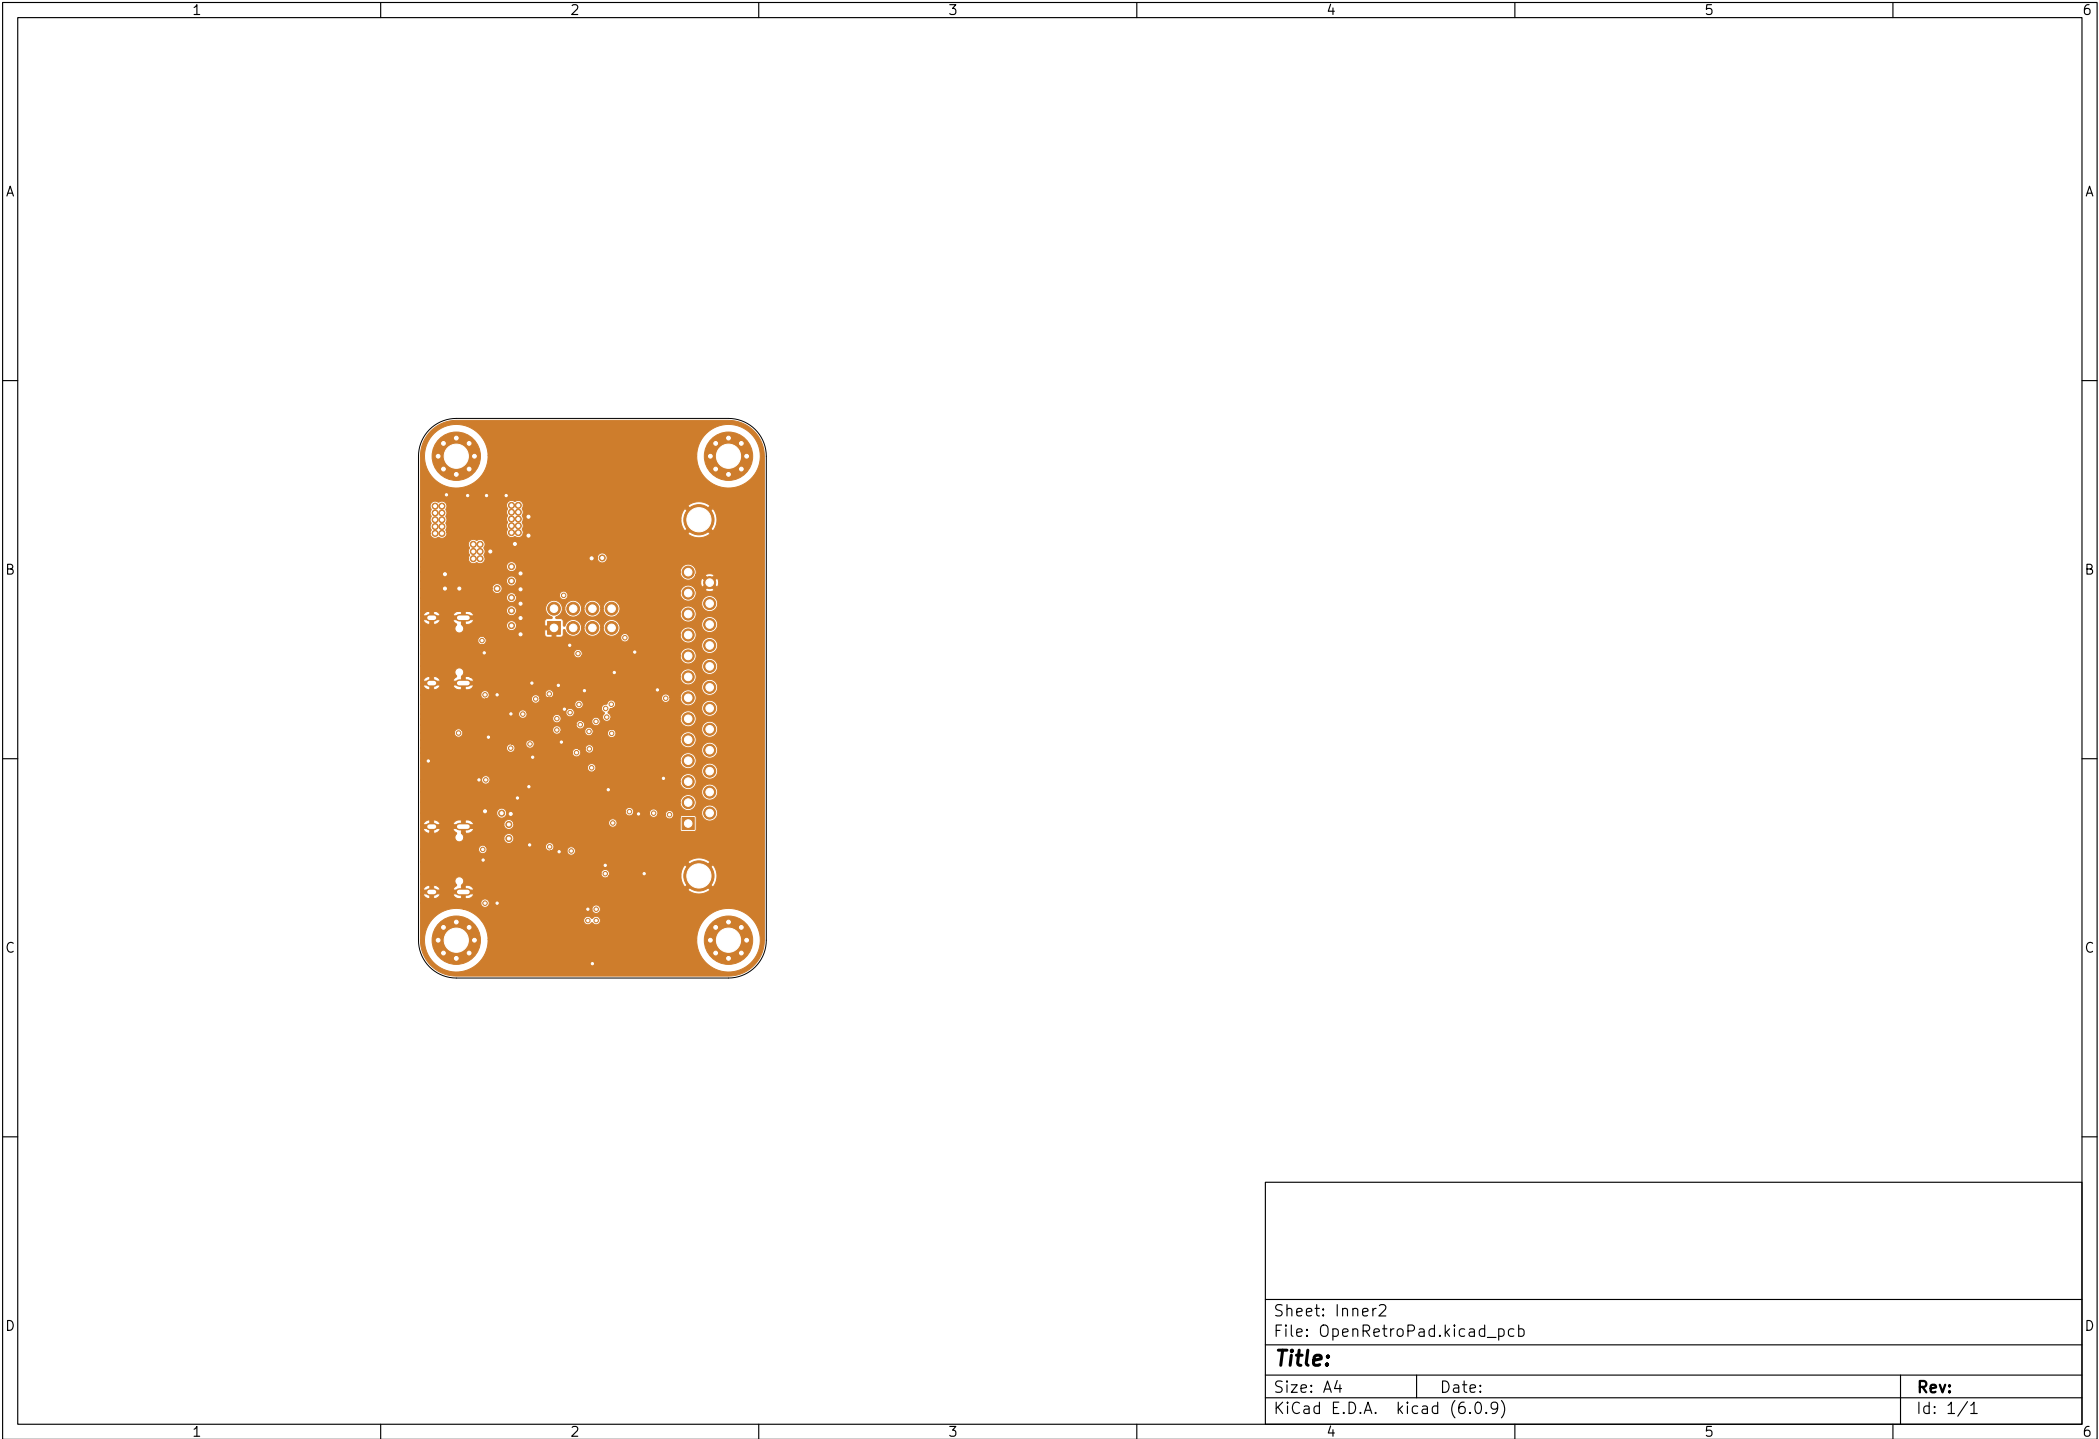 1 2 3 4 5 6
A A
B B
C C
D D
Sheet: Inner2
File: OpenRetroPad.kicad_pcb
Title:
Size: A4 Date: Rev:
KiCad E.D.A. kicad (6.0.9) Id: 1/1
1 2 3 4 5 6